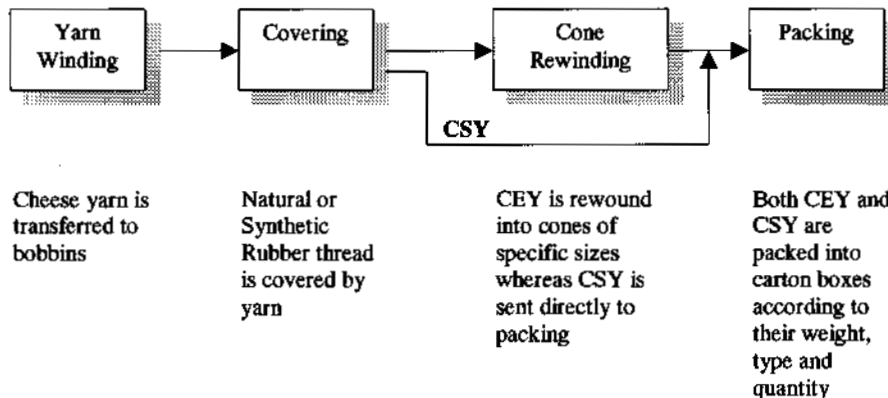 Yarn
Winding
Covering
Cone
Rewinding
Packing
CSY
Cheese yarn is
transferred to
bobbins
Natural or
Synthetic
Rubber thread
is covered by
yarn
CEY is rewound
into cones of
specific sizes
whereas CSY is
sent directly to
packing
Both CEY and
CSY are
packed into
carton boxes
according to
their weight,
type and
quantity